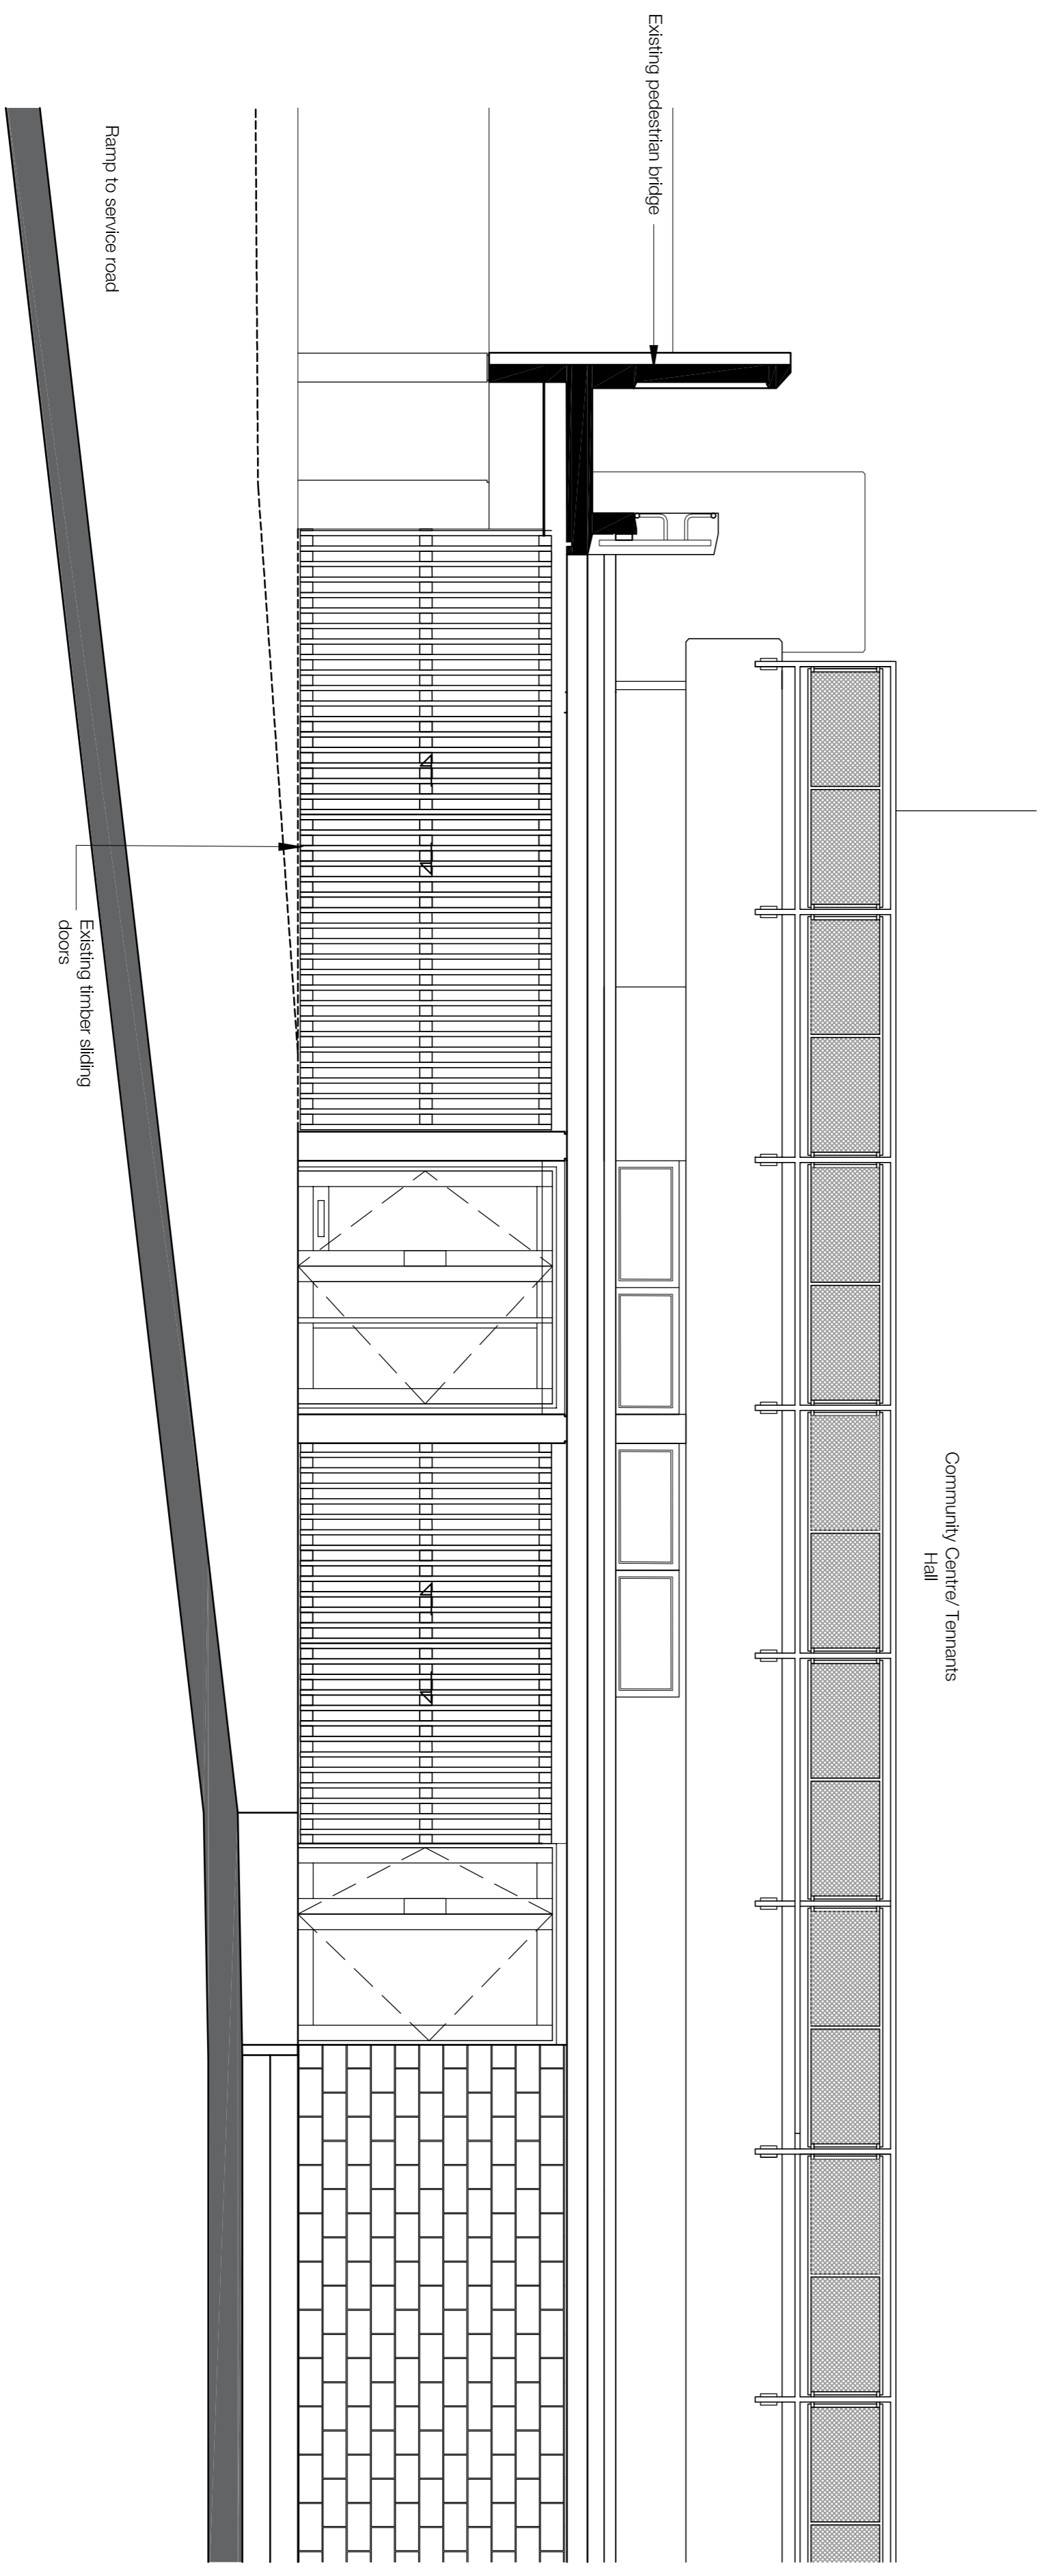 Existing pedestrian bridge
Community Centre/ Tennants
Hall
Ramp to service road
Existing timber sliding
doors